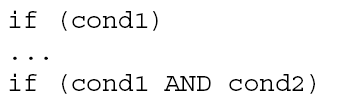 if (cond1)
...
if (cond1 AND cond2)